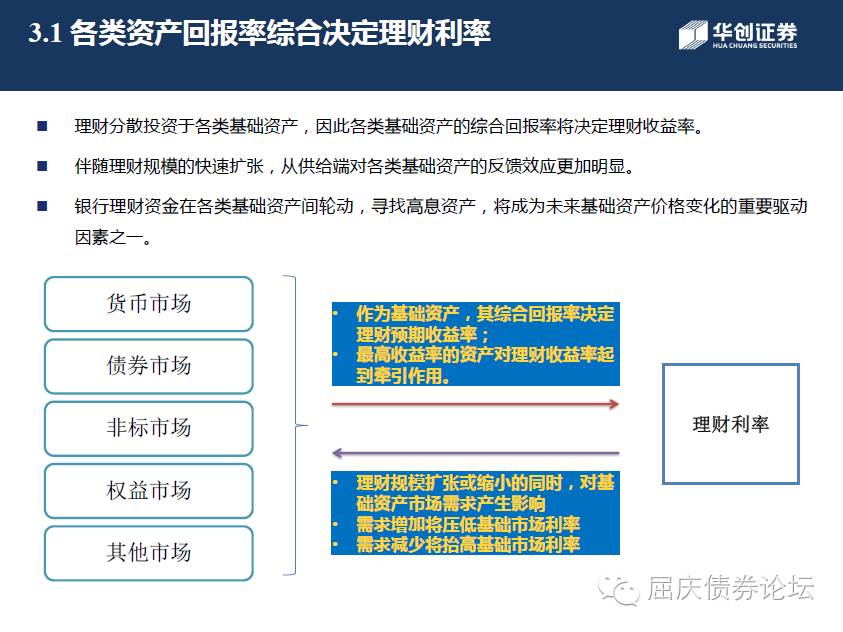 3.1 各类资产回报率综合决定理财利率
华创证券
HUA CHUANG SECURITIES
理财分散投资于各类基础资产，因此各类基础资产的综合回报率将决定理财收益率。
伴随理财规模的快速扩张，从供给端对各类基础资产的反馈效应更加明显。
银行理财资金在各类基础资产间轮动，寻找高息资产，将成为未来基础资产价格变化的重要驱动
因素之一。
货币市场
债券市场
非标市场
权益市场
其他市场
• 作为基础资产，其综合回报率决定
理财预期收益率；
• 最高收益率的资产对理财收益率起
到牵引作用。
• 理财规模扩张或缩小的同时，对基
础资产市场需求产生影响
• 需求增加将压低基础市场利率
• 需求减少将抬高基础市场利率
理财利率
屈庆债券论坛